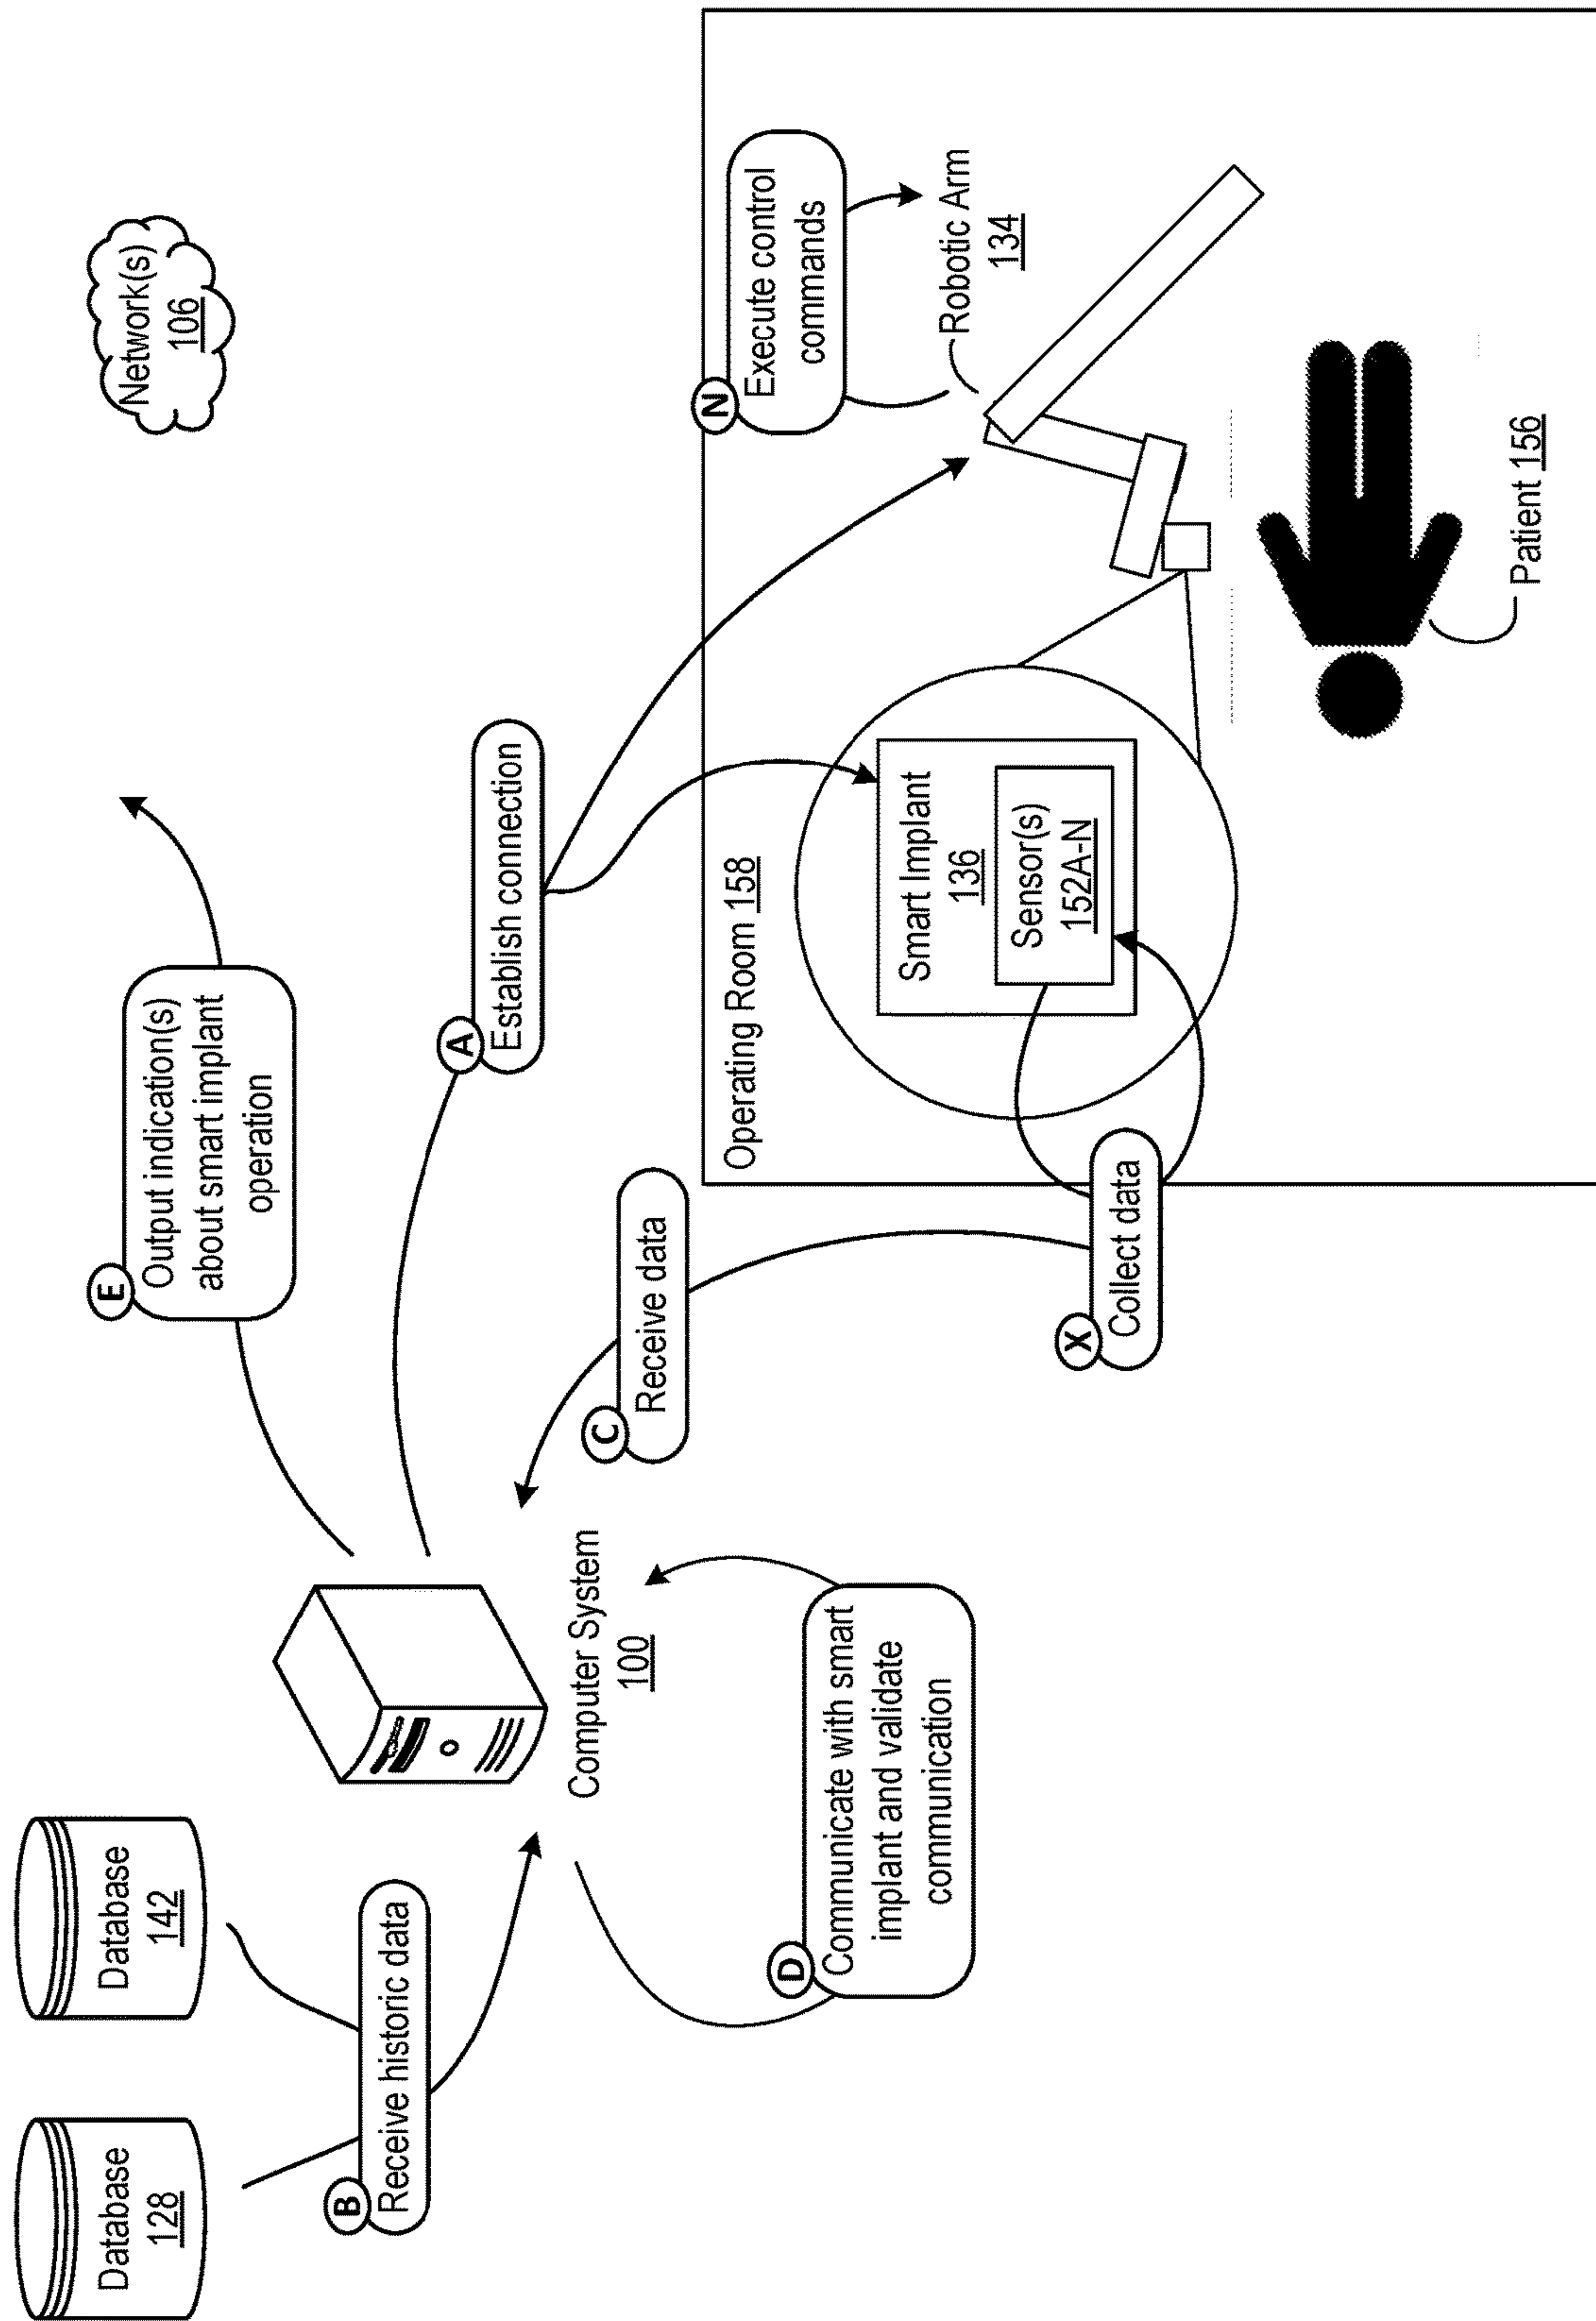 Database
128
Database
142
B
Receive historic data
Computer System
100
E
Output indication(s)
about smart implant
operation
A
Establish connection
Network(s)
106
C
Receive data
D
Communicate with smart
implant and validate
communication
X
Collect data
Operating Room 158
Smart Implant
136
Sensor(s)
152A-N
N
Execute control
commands
Robotic Arm
134
Patient 156